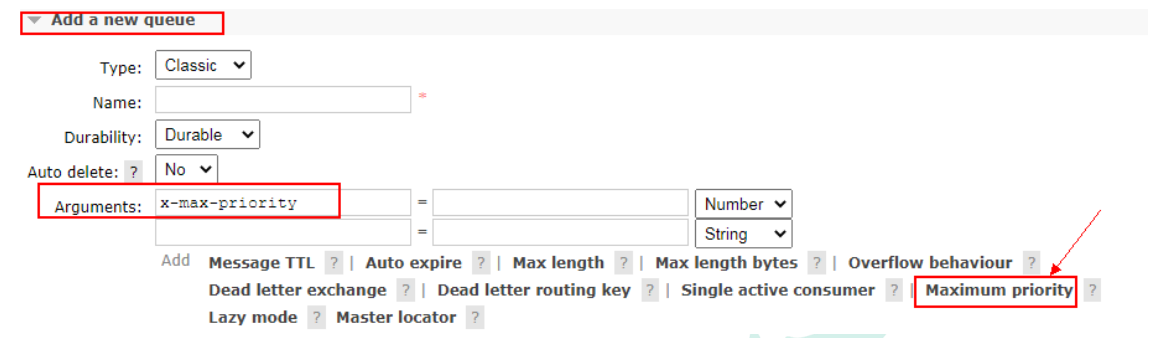 Add a new queue
Type: Classic
Name: *
Durability: Durable
Auto delete: ? No
Arguments: x-max-priority = Number
= String
Add Message TTL ? | Auto expire ? | Max length ? | Max length bytes ? | Overflow behaviour ?
Dead letter exchange ? | Dead letter routing key ? | Single active consumer ? | Maximum priority ?
Lazy mode ? Master locator ?